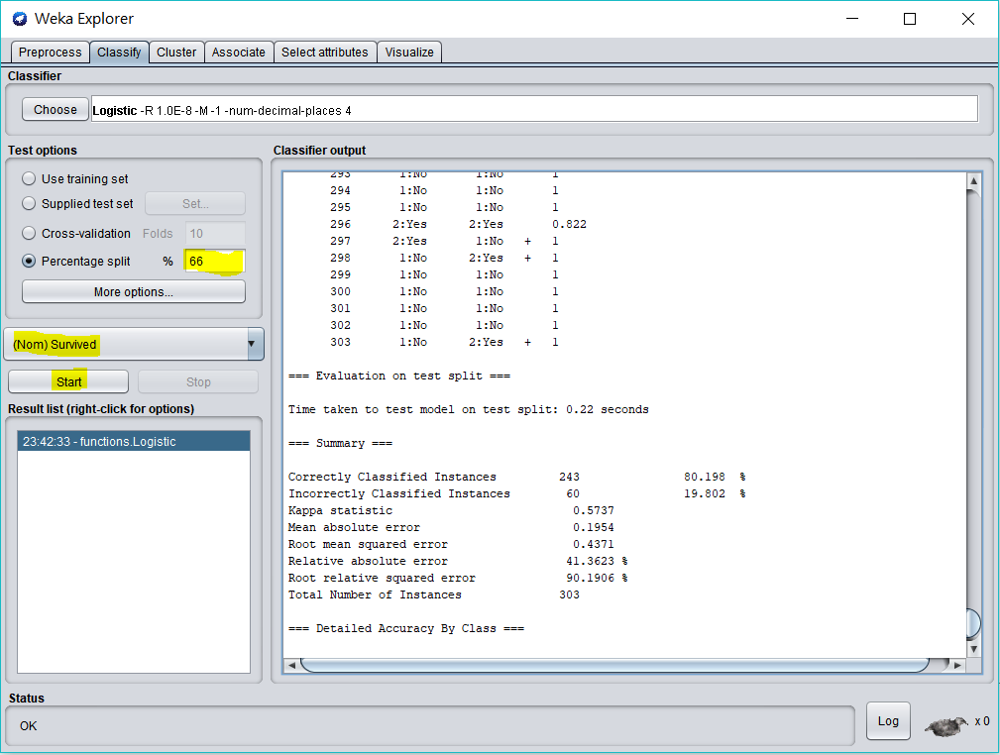 Weka Explorer
Preprocess Classify Cluster Associate Select attributes Visualize
Classifier
Choose Logistic -R 1.0E-8 -M -1 -num-decimal-places 4
Test options
Use training set
Supplied test set Set...
Cross-validation Folds 10
Percentage split % 66
More options...
(Nom) Survived
Start Stop
Result list (right-click for options)
23:42:33 - functions.Logistic
Classifier output
293 1:No 1:No 1
294 1:No 1:No 1
295 1:No 1:No 1
296 2:Yes 2:Yes 0.822
297 2:Yes 1:No + 1
298 1:No 2:Yes + 1
299 1:No 1:No 1
300 1:No 1:No 1
301 1:No 1:No 1
302 1:No 1:No 1
303 1:No 2:Yes + 1
=== Evaluation on test split ===
Time taken to test model on test split: 0.22 seconds
=== Summary ===
Correctly Classified Instances 243 80.198 %
Incorrectly Classified Instances 60 19.802 %
Kappa statistic 0.5737
Mean absolute error 0.1954
Root mean squared error 0.4371
Relative absolute error 41.3623 %
Root relative squared error 90.1906 %
Total Number of Instances 303
=== Detailed Accuracy By Class ===
Status
OK
Log
x 0